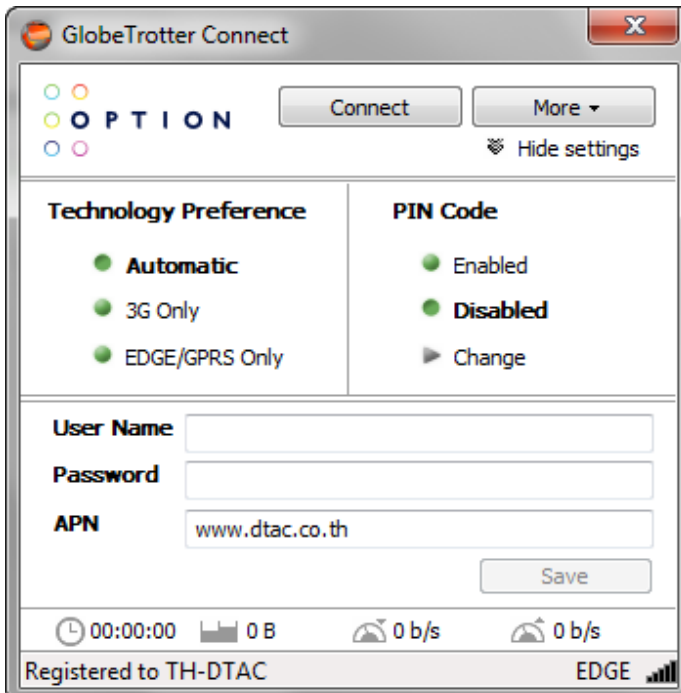 GlobeTrotter Connect
OPTION
Connect
More
Hide settings
Technology Preference
Automatic
3G Only
EDGE/GPRS Only
PIN Code
Enabled
Disabled
Change
User Name
Password
APN www.dtac.co.th
Save
00:00:00 0 B 0 b/s 0 b/s
Registered to TH-DTAC EDGE